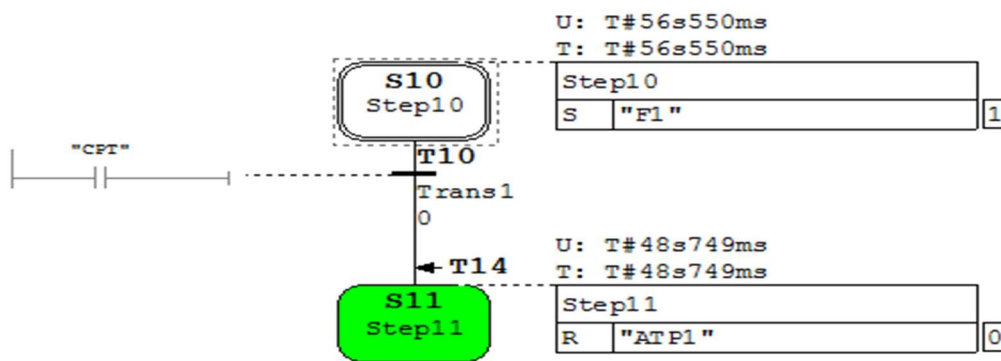 U: T#56s550ms
T: T#56s550ms
S10
Step10
Step10
S "F1" 1
"CPT"
T10
Trans1
0
U: T#48s749ms
T: T#48s749ms
T14
S11
Step11
Step11
R "ATP1" 0